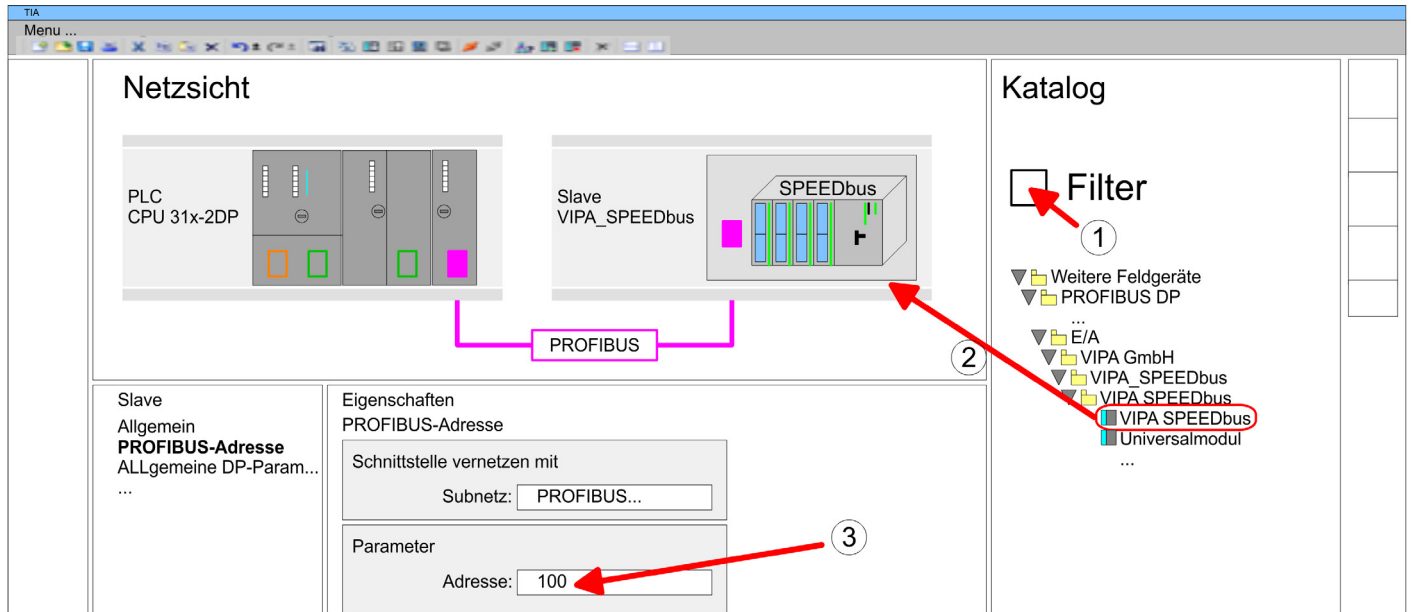 TIA
Menu ...
Netzsicht
PLC
CPU 31x-2DP
Slave
VIPA_SPEEDbus
SPEEDbus
PROFIBUS
2
Katalog
Filter
1
Weitere Feldgeräte
PROFIBUS DP
...
E/A
VIPA GmbH
VIPA_SPEEDbus
VIPA SPEEDbus
VIPA SPEEDbus
Universalmodul
...
Slave
Allgemein
PROFIBUS-Adresse
ALLgemeine DP-Param...
...
Eigenschaften
PROFIBUS-Adresse
Schnittstelle vernetzen mit
Subnetz: PROFIBUS...
Parameter
Adresse: 100
3